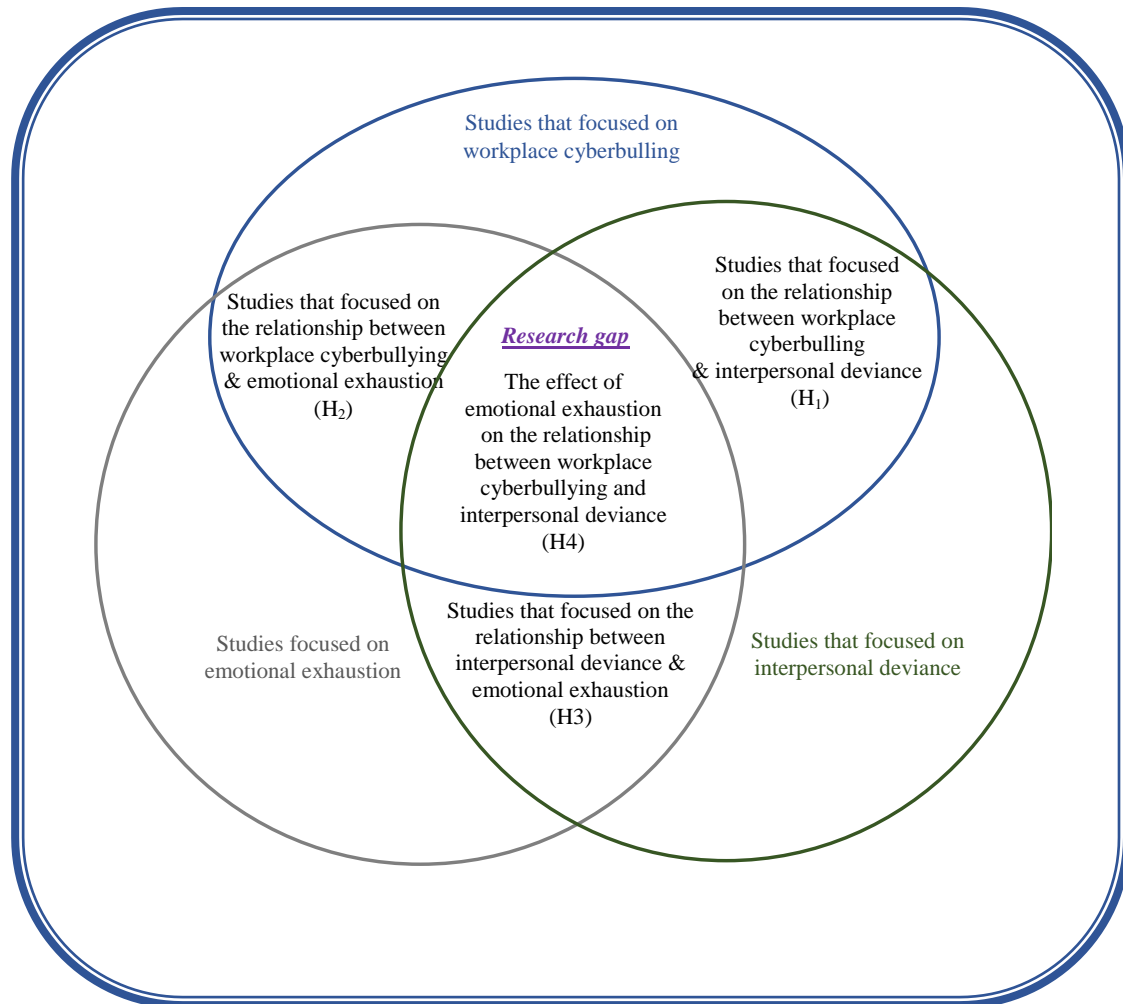 Studies that focused on
workplace cyberbulling
Studies that focused
on the relationship
between workplace
cyberbulling
& interpersonal deviance
(H₁)
Studies that focused on
the relationship between
workplace cyberbullying
& emotional exhaustion
(H₂)
Research gap
The effect of
emotional exhaustion
on the relationship
between workplace
cyberbullying and
interpersonal deviance
(H4)
Studies that focused on the
relationship between
interpersonal deviance &
emotional exhaustion
(H3)
Studies focused on
emotional exhaustion
Studies that focused on
interpersonal deviance